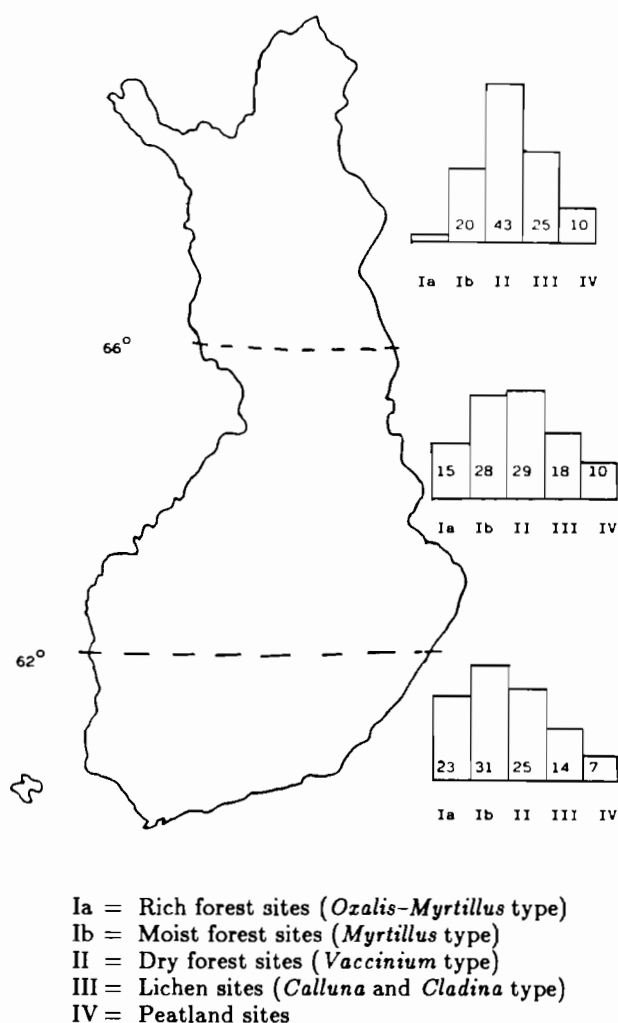 20 43 25 10
Ia Ib II III IV
66°
15 28 29 18 10
Ia Ib II III IV
62°
23 31 25 14 7
Ia Ib II III IV
Ia = Rich forest sites (Oxalis-Myrtillus type)
Ib = Moist forest sites (Myrtillus type)
II = Dry forest sites (Vaccinium type)
III = Lichen sites (Calluna and Cladina type)
IV = Peatland sites